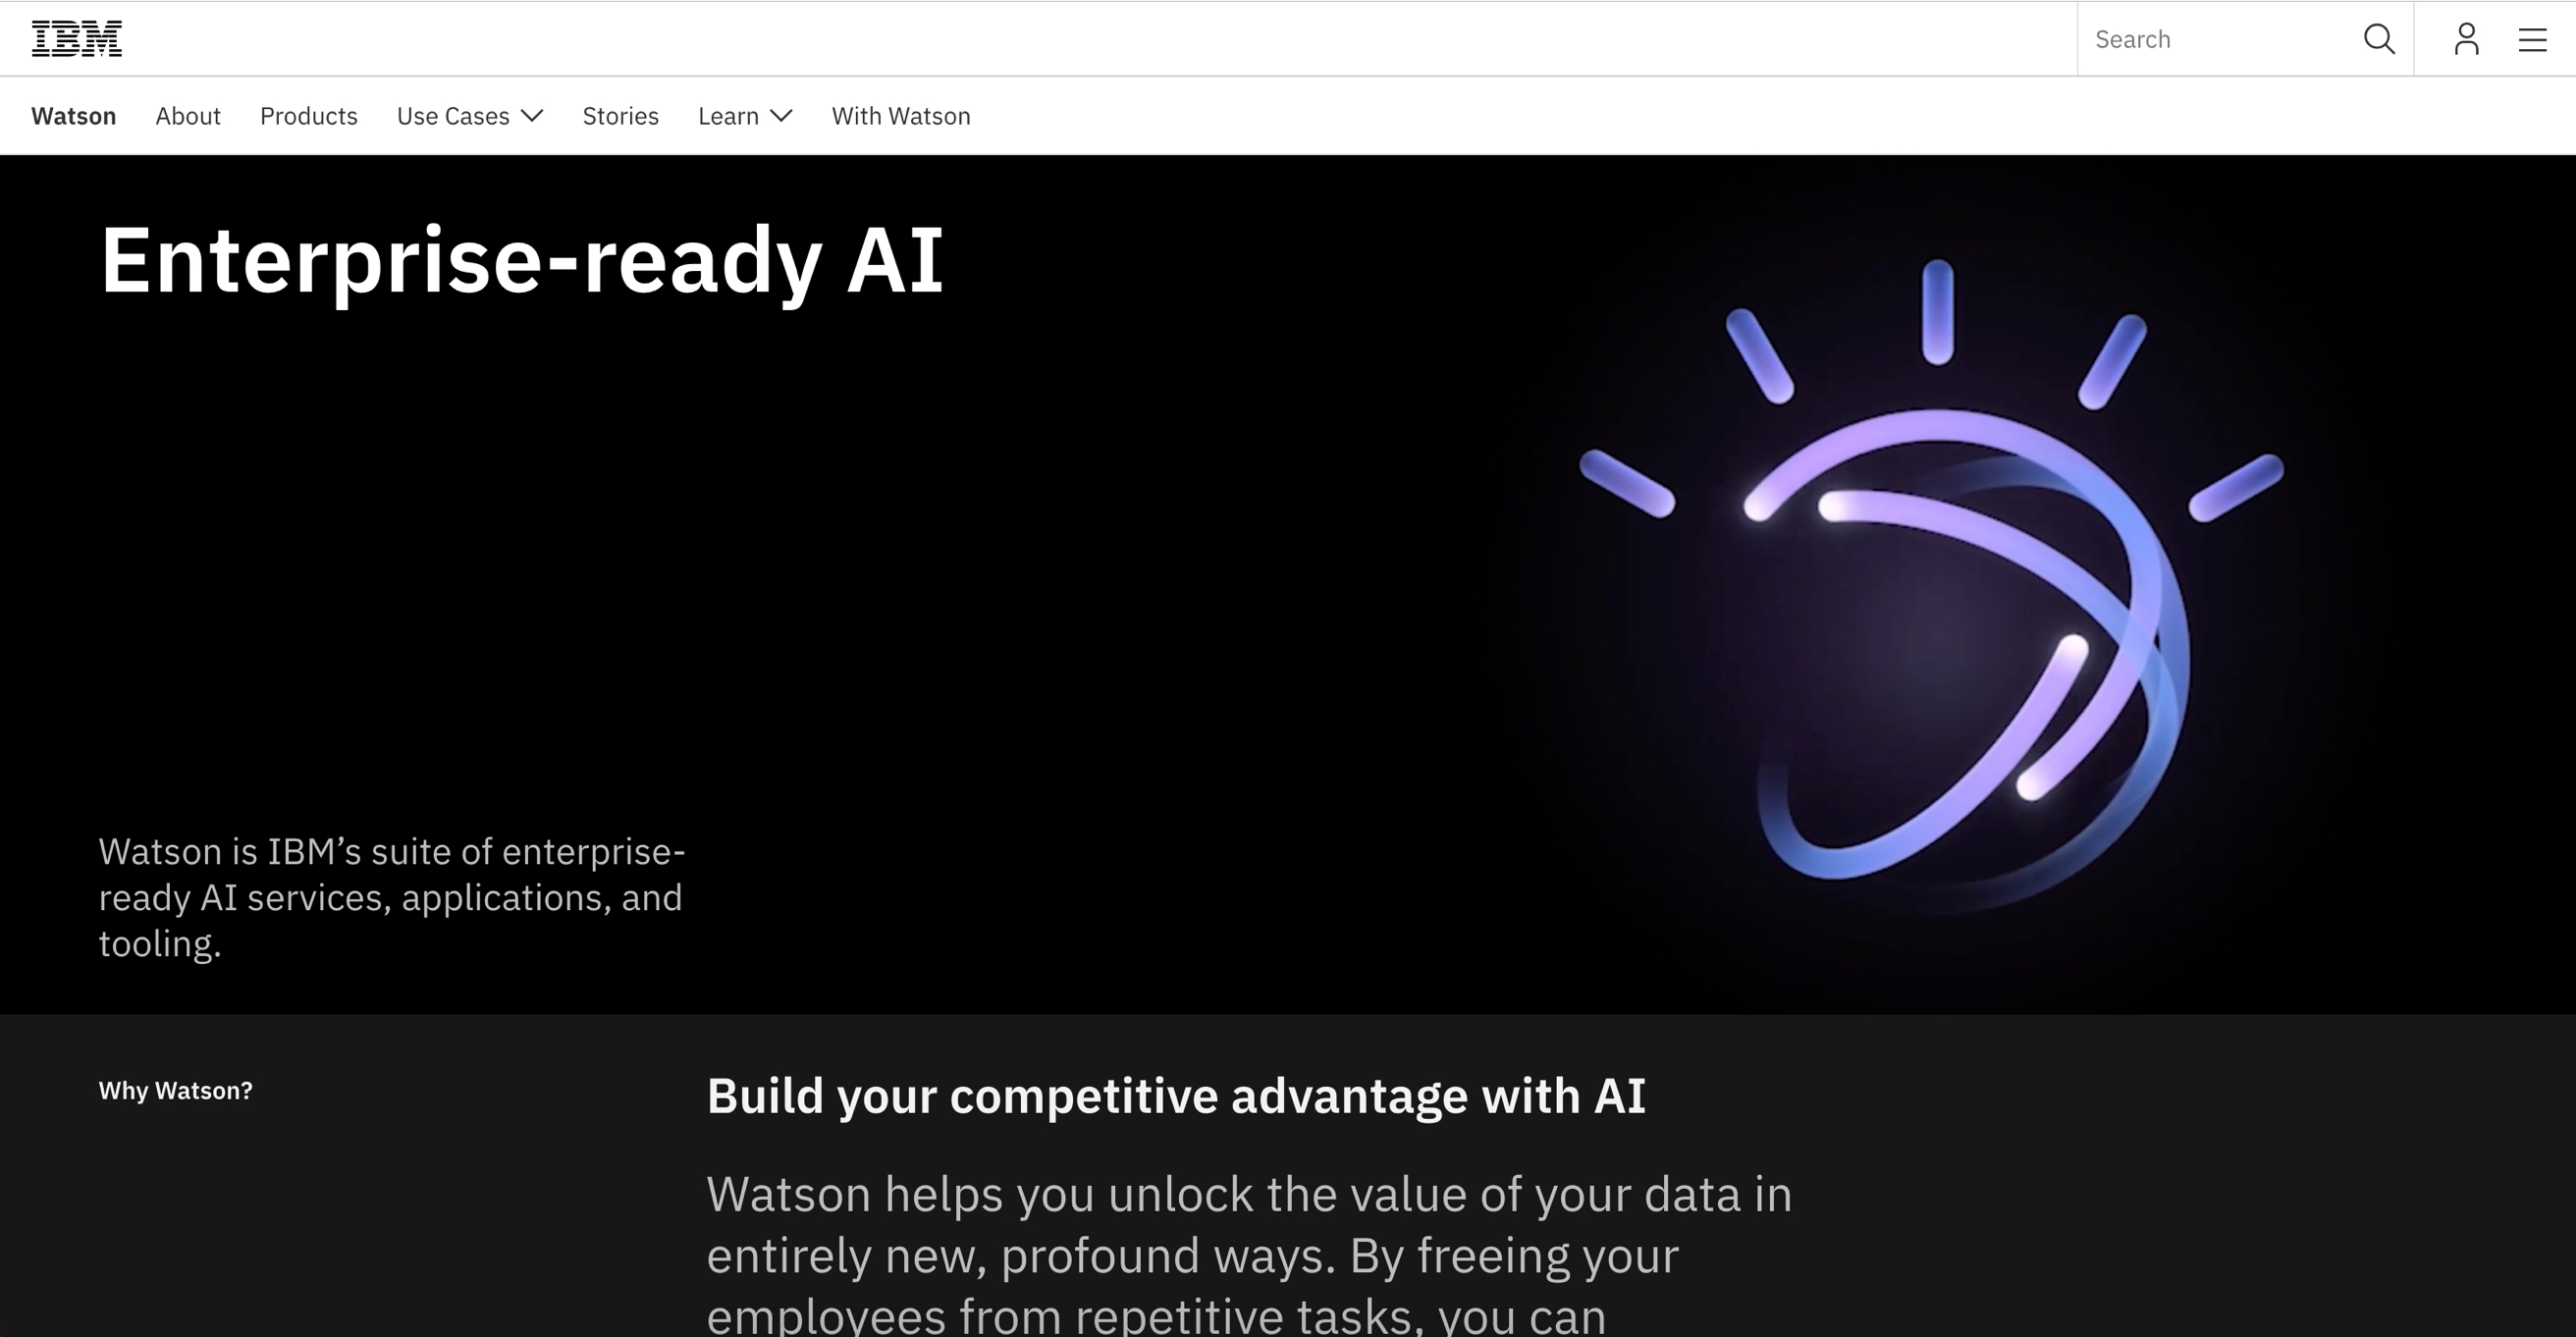 IBM
Search
Watson About Products Use Cases Stories Learn With Watson
Enterprise-ready AI
Watson is IBM’s suite of enterprise-
ready AI services, applications, and
tooling.
Why Watson?
Build your competitive advantage with AI
Watson helps you unlock the value of your data in
entirely new, profound ways. By freeing your
employees from repetitive tasks, you can